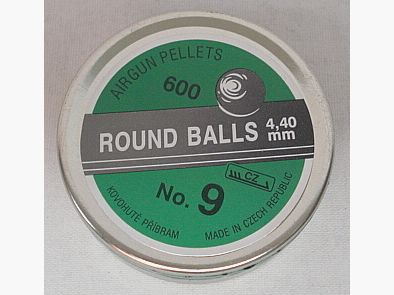 AIRGUN PELLETS
600
ROUND BALLS 4,40 mm
No. 9
CZ
KOVOHUTĚ PŘÍBRAM
MADE IN CZECH REPUBLIC